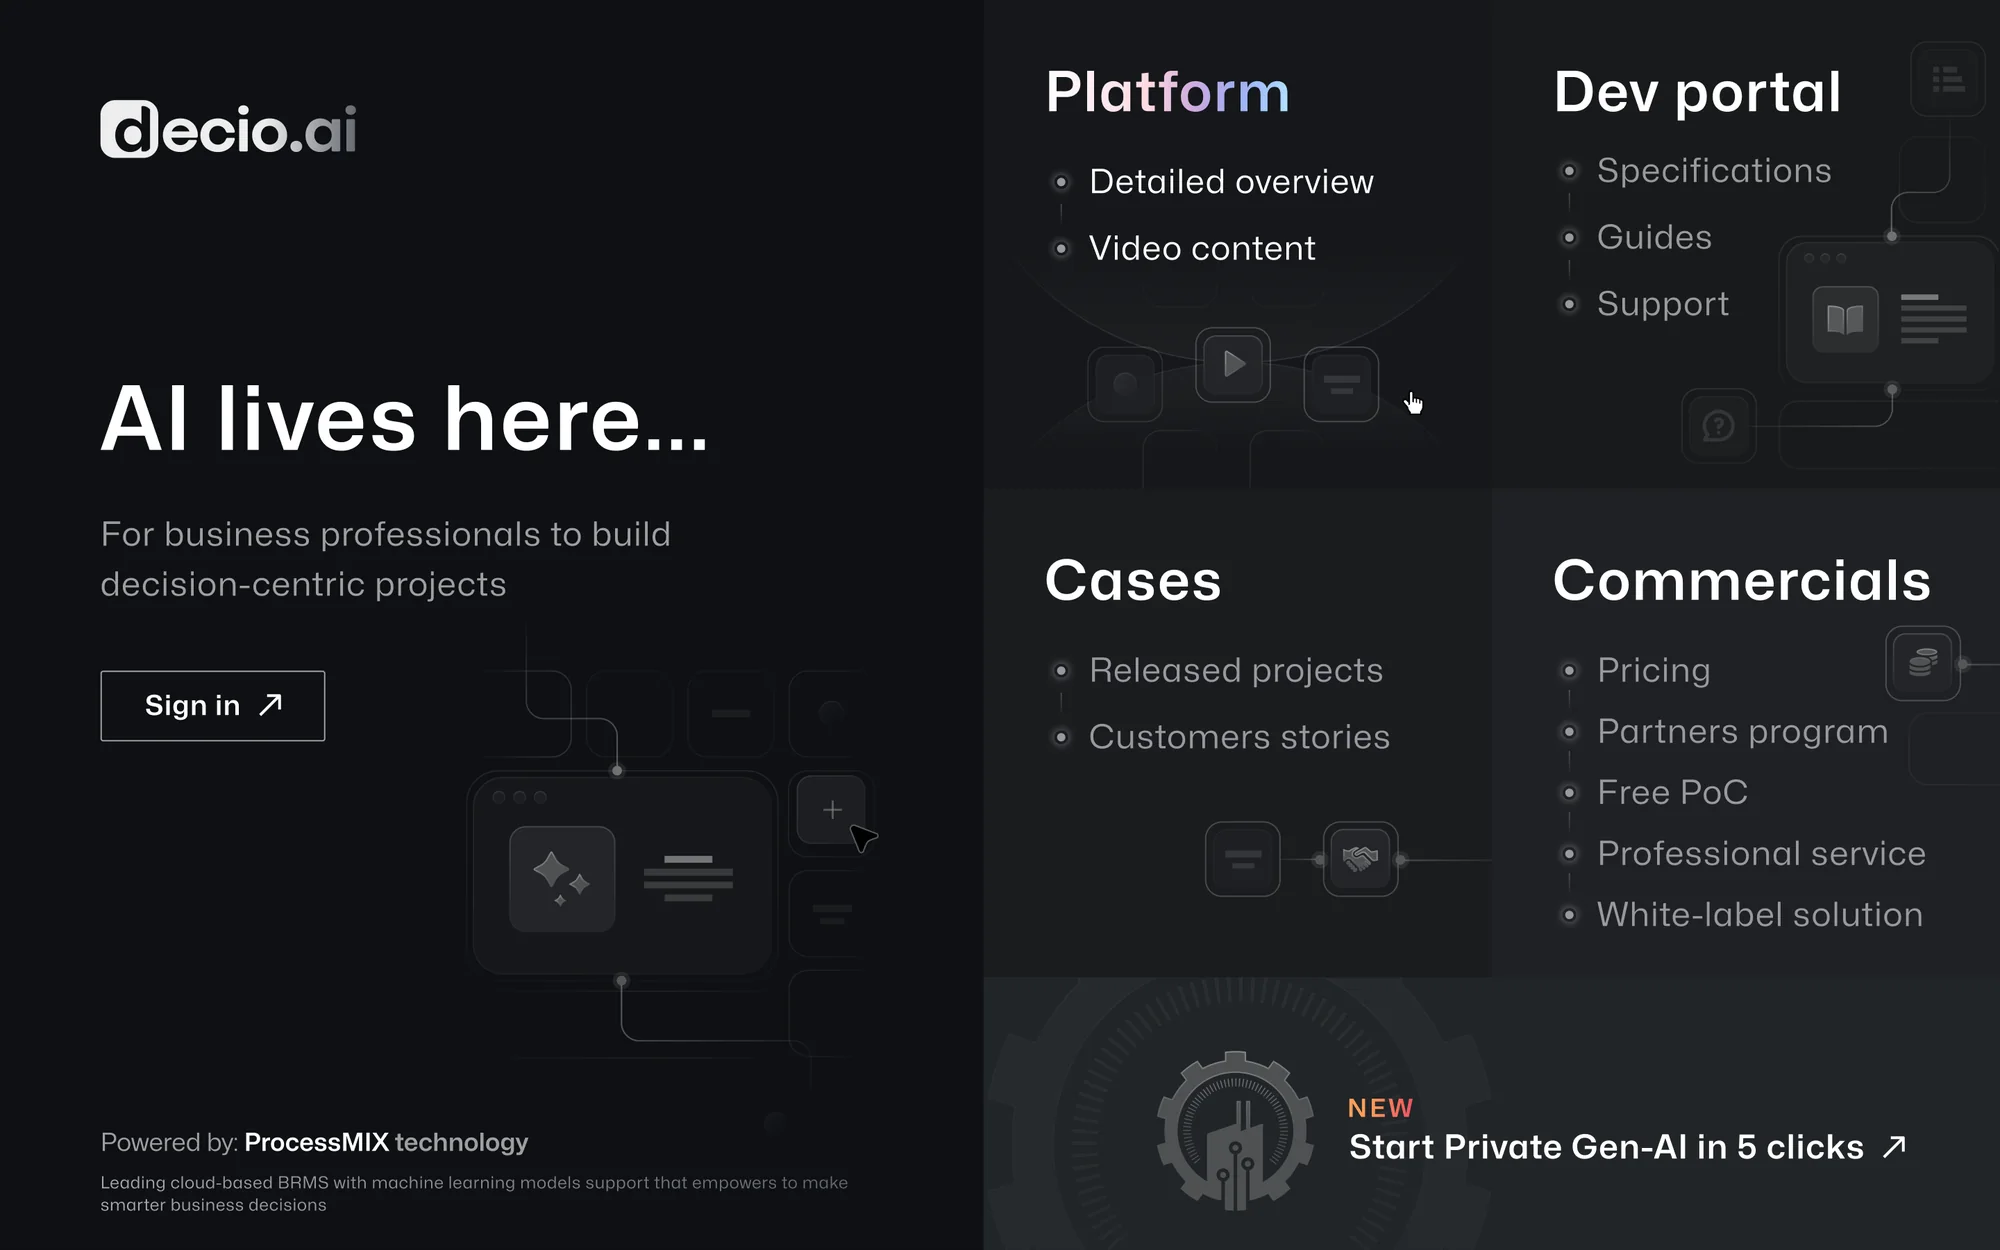 decio.ai
AI lives here...
For business professionals to build
decision-centric projects
Sign in
Powered by: ProcessMIX technology
Leading cloud-based BRMS with machine learning models support that empowers to make
smarter business decisions
Platform
Detailed overview
Video content
Dev portal
Specifications
Guides
Support
Cases
Released projects
Customers stories
Commercials
Pricing
Partners program
Free PoC
Professional service
White-label solution
NEW
Start Private Gen-AI in 5 clicks